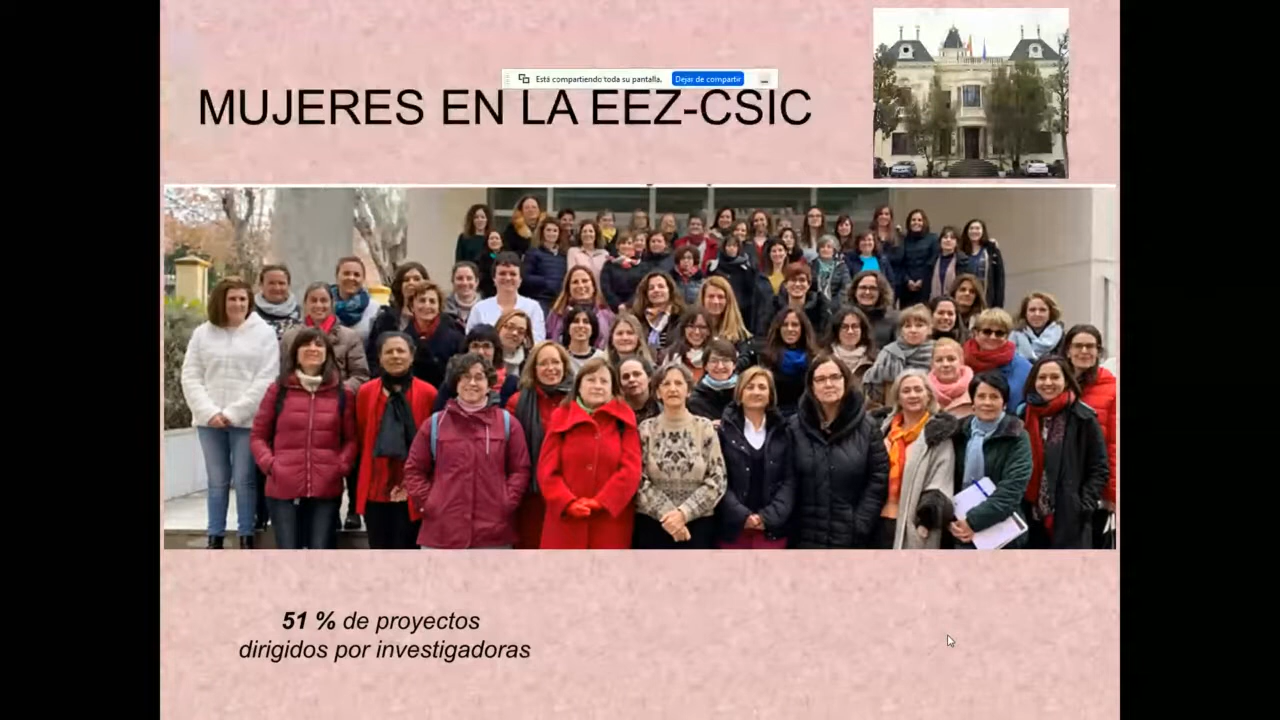 Está compartiendo toda su pantalla. Dejar de compartir
MUJERES EN LA EEZ-CSIC
51 % de proyectos
dirigidos por investigadoras